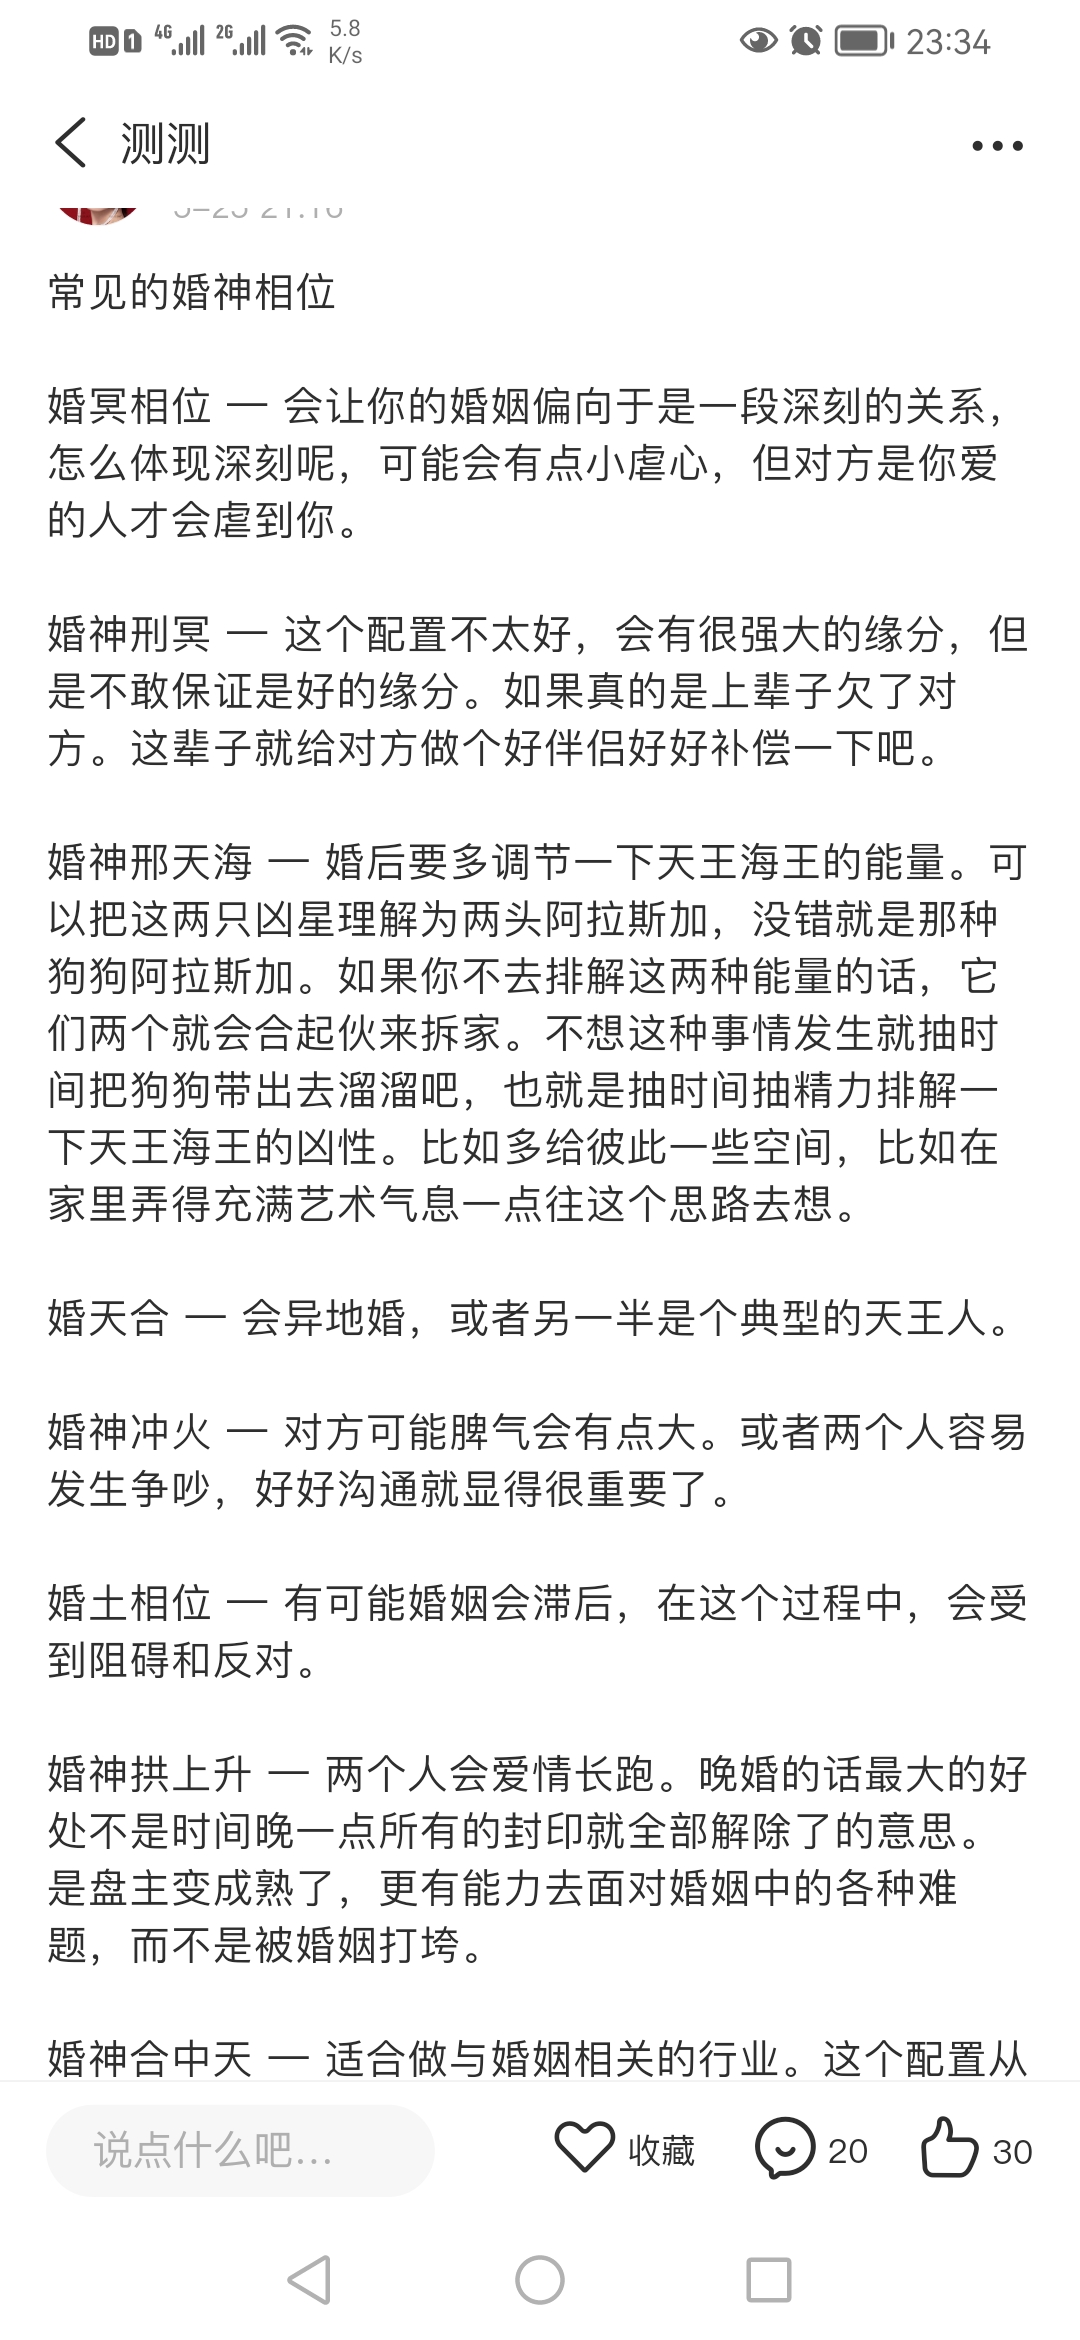 HD 1 4G 2G 5.8 K/s 23:34
测测
常见的婚神相位
婚冥相位 — 会让你的婚姻偏向于是一段深刻的关系，
怎么体现深刻呢，可能会有点小虐心，但对方是你爱
的人才会虐到你。
婚神刑冥 — 这个配置不太好，会有很强大的缘分，但
是不敢保证是好的缘分。如果真的是上辈子欠了对
方。这辈子就给对方做个好伴侣好好补偿一下吧。
婚神邢天海 — 婚后要多调节一下天王海王的能量。可
以把这两只凶星理解为两头阿拉斯加，没错就是那种
狗狗阿拉斯加。如果你不去排解这两种能量的话，它
们两个就会合起伙来拆家。不想这种事情发生就抽时
间把狗狗带出去溜溜吧，也就是抽时间抽精力排解一
下天王海王的凶性。比如多给彼此一些空间，比如在
家里弄得充满艺术气息一点往这个思路去想。
婚天合 — 会异地婚，或者另一半是个典型的天王人。
婚神冲火 — 对方可能脾气会有点大。或者两个人容易
发生争吵，好好沟通就显得很重要了。
婚土相位 — 有可能婚姻会滞后，在这个过程中，会受
到阻碍和反对。
婚神拱上升 — 两个人会爱情长跑。晚婚的话最大的好
处不是时间晚一点所有的封印就全部解除了的意思。
是盘主变成熟了，更有能力去面对婚姻中的各种难
题，而不是被婚姻打垮。
婚神合中天 — 适合做与婚姻相关的行业。这个配置从
说点什么吧... 收藏 20 30